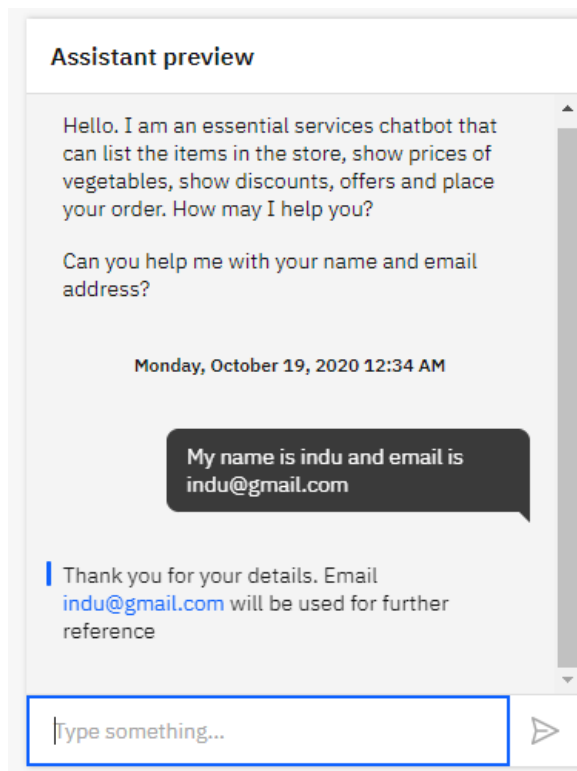 Assistant preview
Hello. I am an essential services chatbot that
can list the items in the store, show prices of
vegetables, show discounts, offers and place
your order. How may I help you?
Can you help me with your name and email
address?
Monday, October 19, 2020 12:34 AM
My name is indu and email is
indu@gmail.com
Thank you for your details. Email
indu@gmail.com will be used for further
reference
Type something...